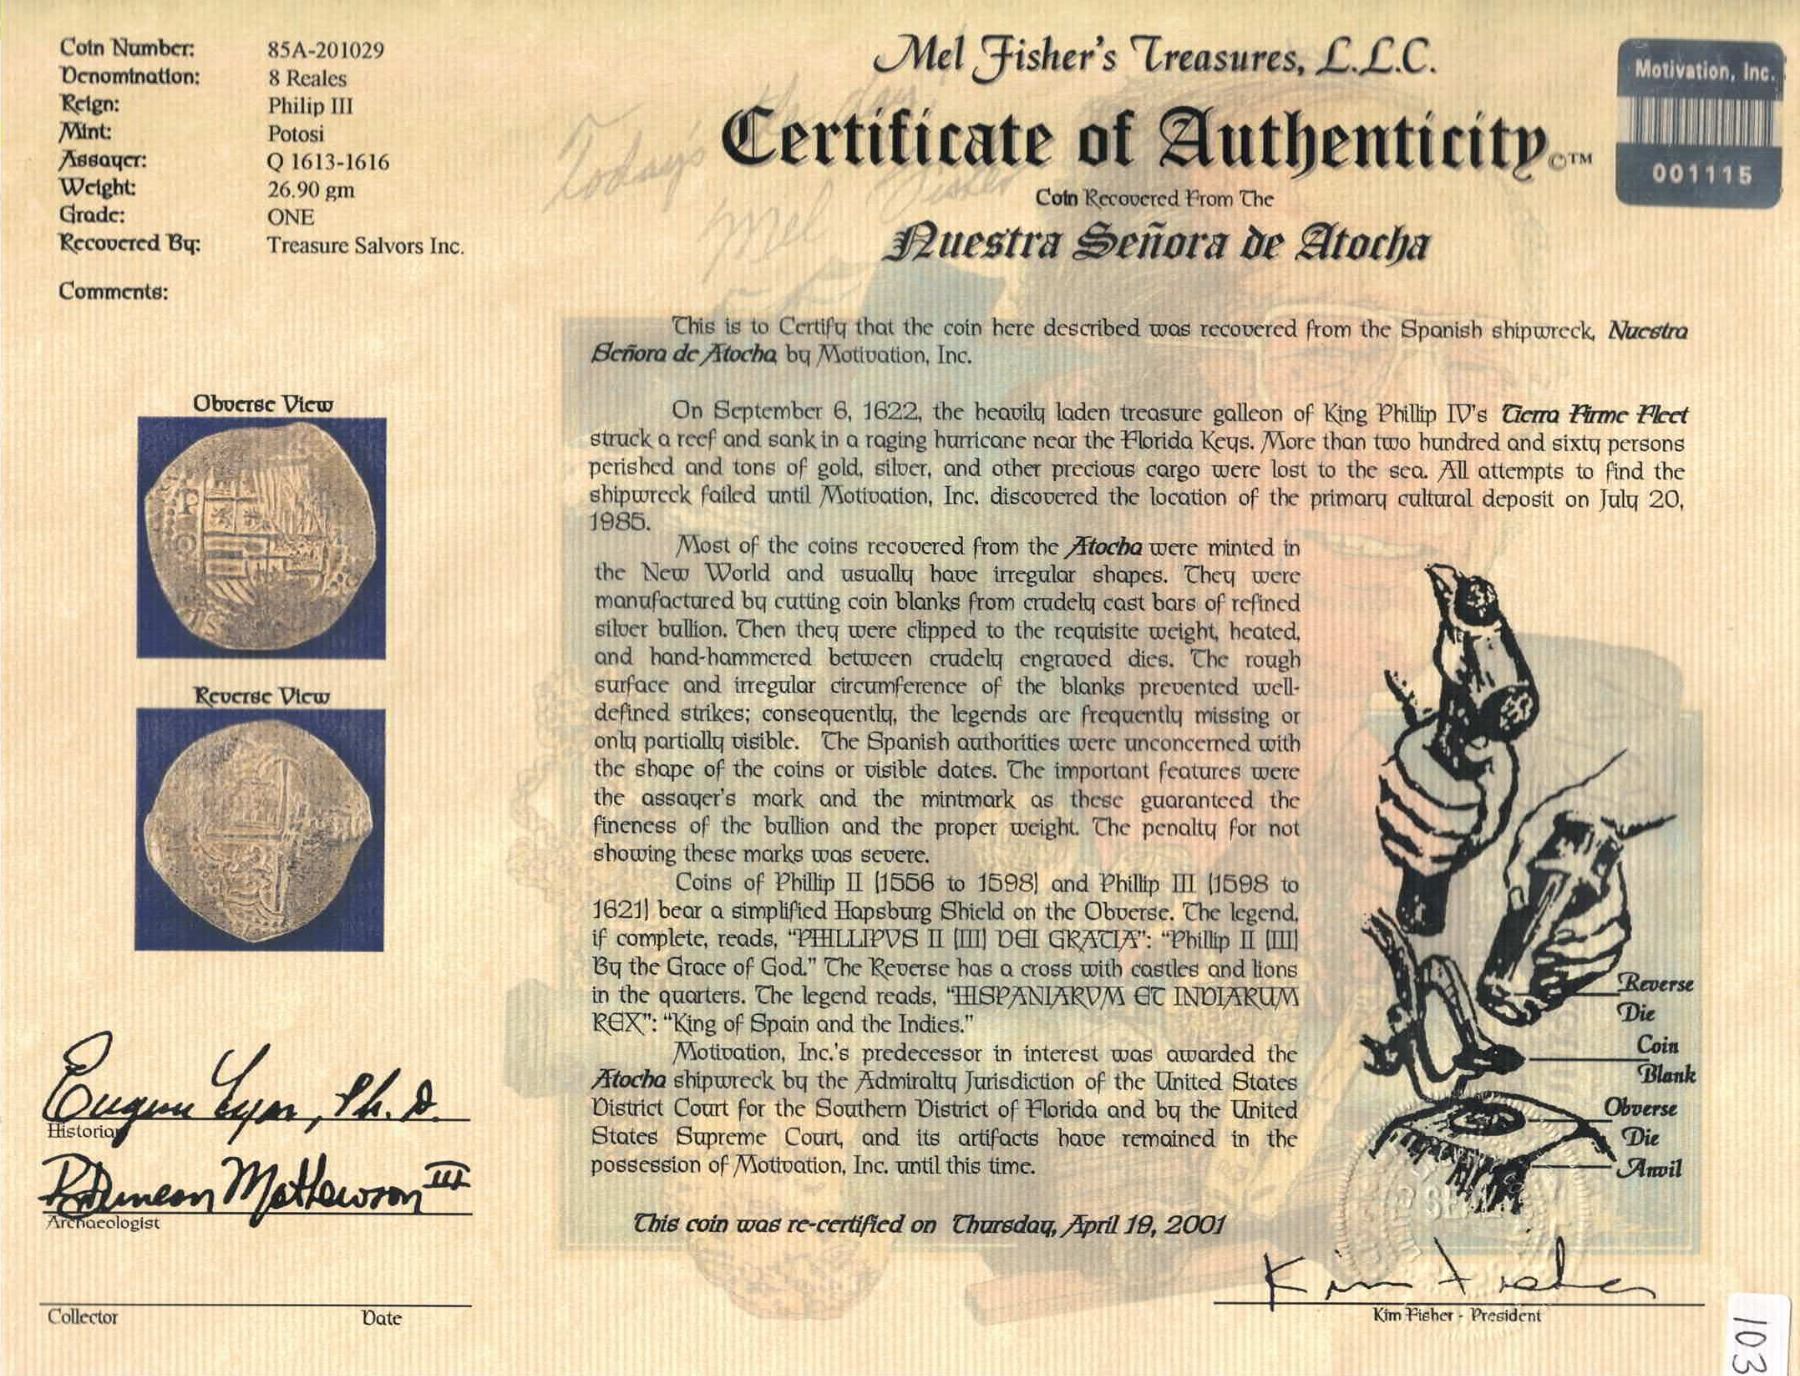 Coin Number: 85A-201029
Denomination: 8 Reales
Reign: Philip III
Mint: Potosi
Assayer: Q 1613-1616
Weight: 26.90 gm
Grade: ONE
Recovered By: Treasure Salvors Inc.
Comments:
Mel Fisher's Treasures, L.L.C.
Certificate of Authenticity ©™
Coin Recovered From The
Nuestra Señora de Atocha
Motivation, Inc.
001115
Today's the day!
Mel Fisher
This is to Certify that the coin here described was recovered from the Spanish shipwreck, Nuestra
Señora de Atocha by Motivation, Inc.
On September 6, 1622, the heavily laden treasure galleon of King Phillip IV's Tierra Firme Fleet
struck a reef and sank in a raging hurricane near the Florida Keys. More than two hundred and sixty persons
perished and tons of gold, silver, and other precious cargo were lost to the sea. All attempts to find the
shipwreck failed until Motivation, Inc. discovered the location of the primary cultural deposit on July 20,
1985.
Most of the coins recovered from the Atocha were minted in
the New World and usually have irregular shapes. They were
manufactured by cutting coin blanks from crudely cast bars of refined
silver bullion. Then they were clipped to the requisite weight, heated,
and hand-hammered between crudely engraved dies. The rough
surface and irregular circumference of the blanks prevented well-
defined strikes; consequently, the legends are frequently missing or
only partially visible. The Spanish authorities were unconcerned with
the shape of the coins or visible dates. The important features were
the assayer's mark and the mintmark as these guaranteed the
fineness of the bullion and the proper weight. The penalty for not
showing these marks was severe.
Coins of Phillip II (1556 to 1598) and Phillip III (1598 to
1621) bear a simplified Hapsburg Shield on the Obverse. The legend,
if complete, reads, “PHILLIPVS II (III) DEI GRATIA”: “Phillip II (III)
By the Grace of God.” The Reverse has a cross with castles and lions
in the quarters. The legend reads, “HISPANIARVM ET INDIARUM
REX”: “King of Spain and the Indies.”
Motivation, Inc.'s predecessor in interest was awarded the
Atocha shipwreck by the Admiralty Jurisdiction of the United States
District Court for the Southern District of Florida and by the United
States Supreme Court, and its artifacts have remained in the
possession of Motivation, Inc. until this time.
This coin was re-certified on Thursday, April 19, 2001
Obverse View
Reverse View
Reverse
Die
Coin
Blank
Obverse
Die
Anvil
Eugene Lyon, Ph. D.
Historian
R Duncan Mathewson III
Archaeologist
Collector Date
Kim Fisher
Kim Fisher - President
103